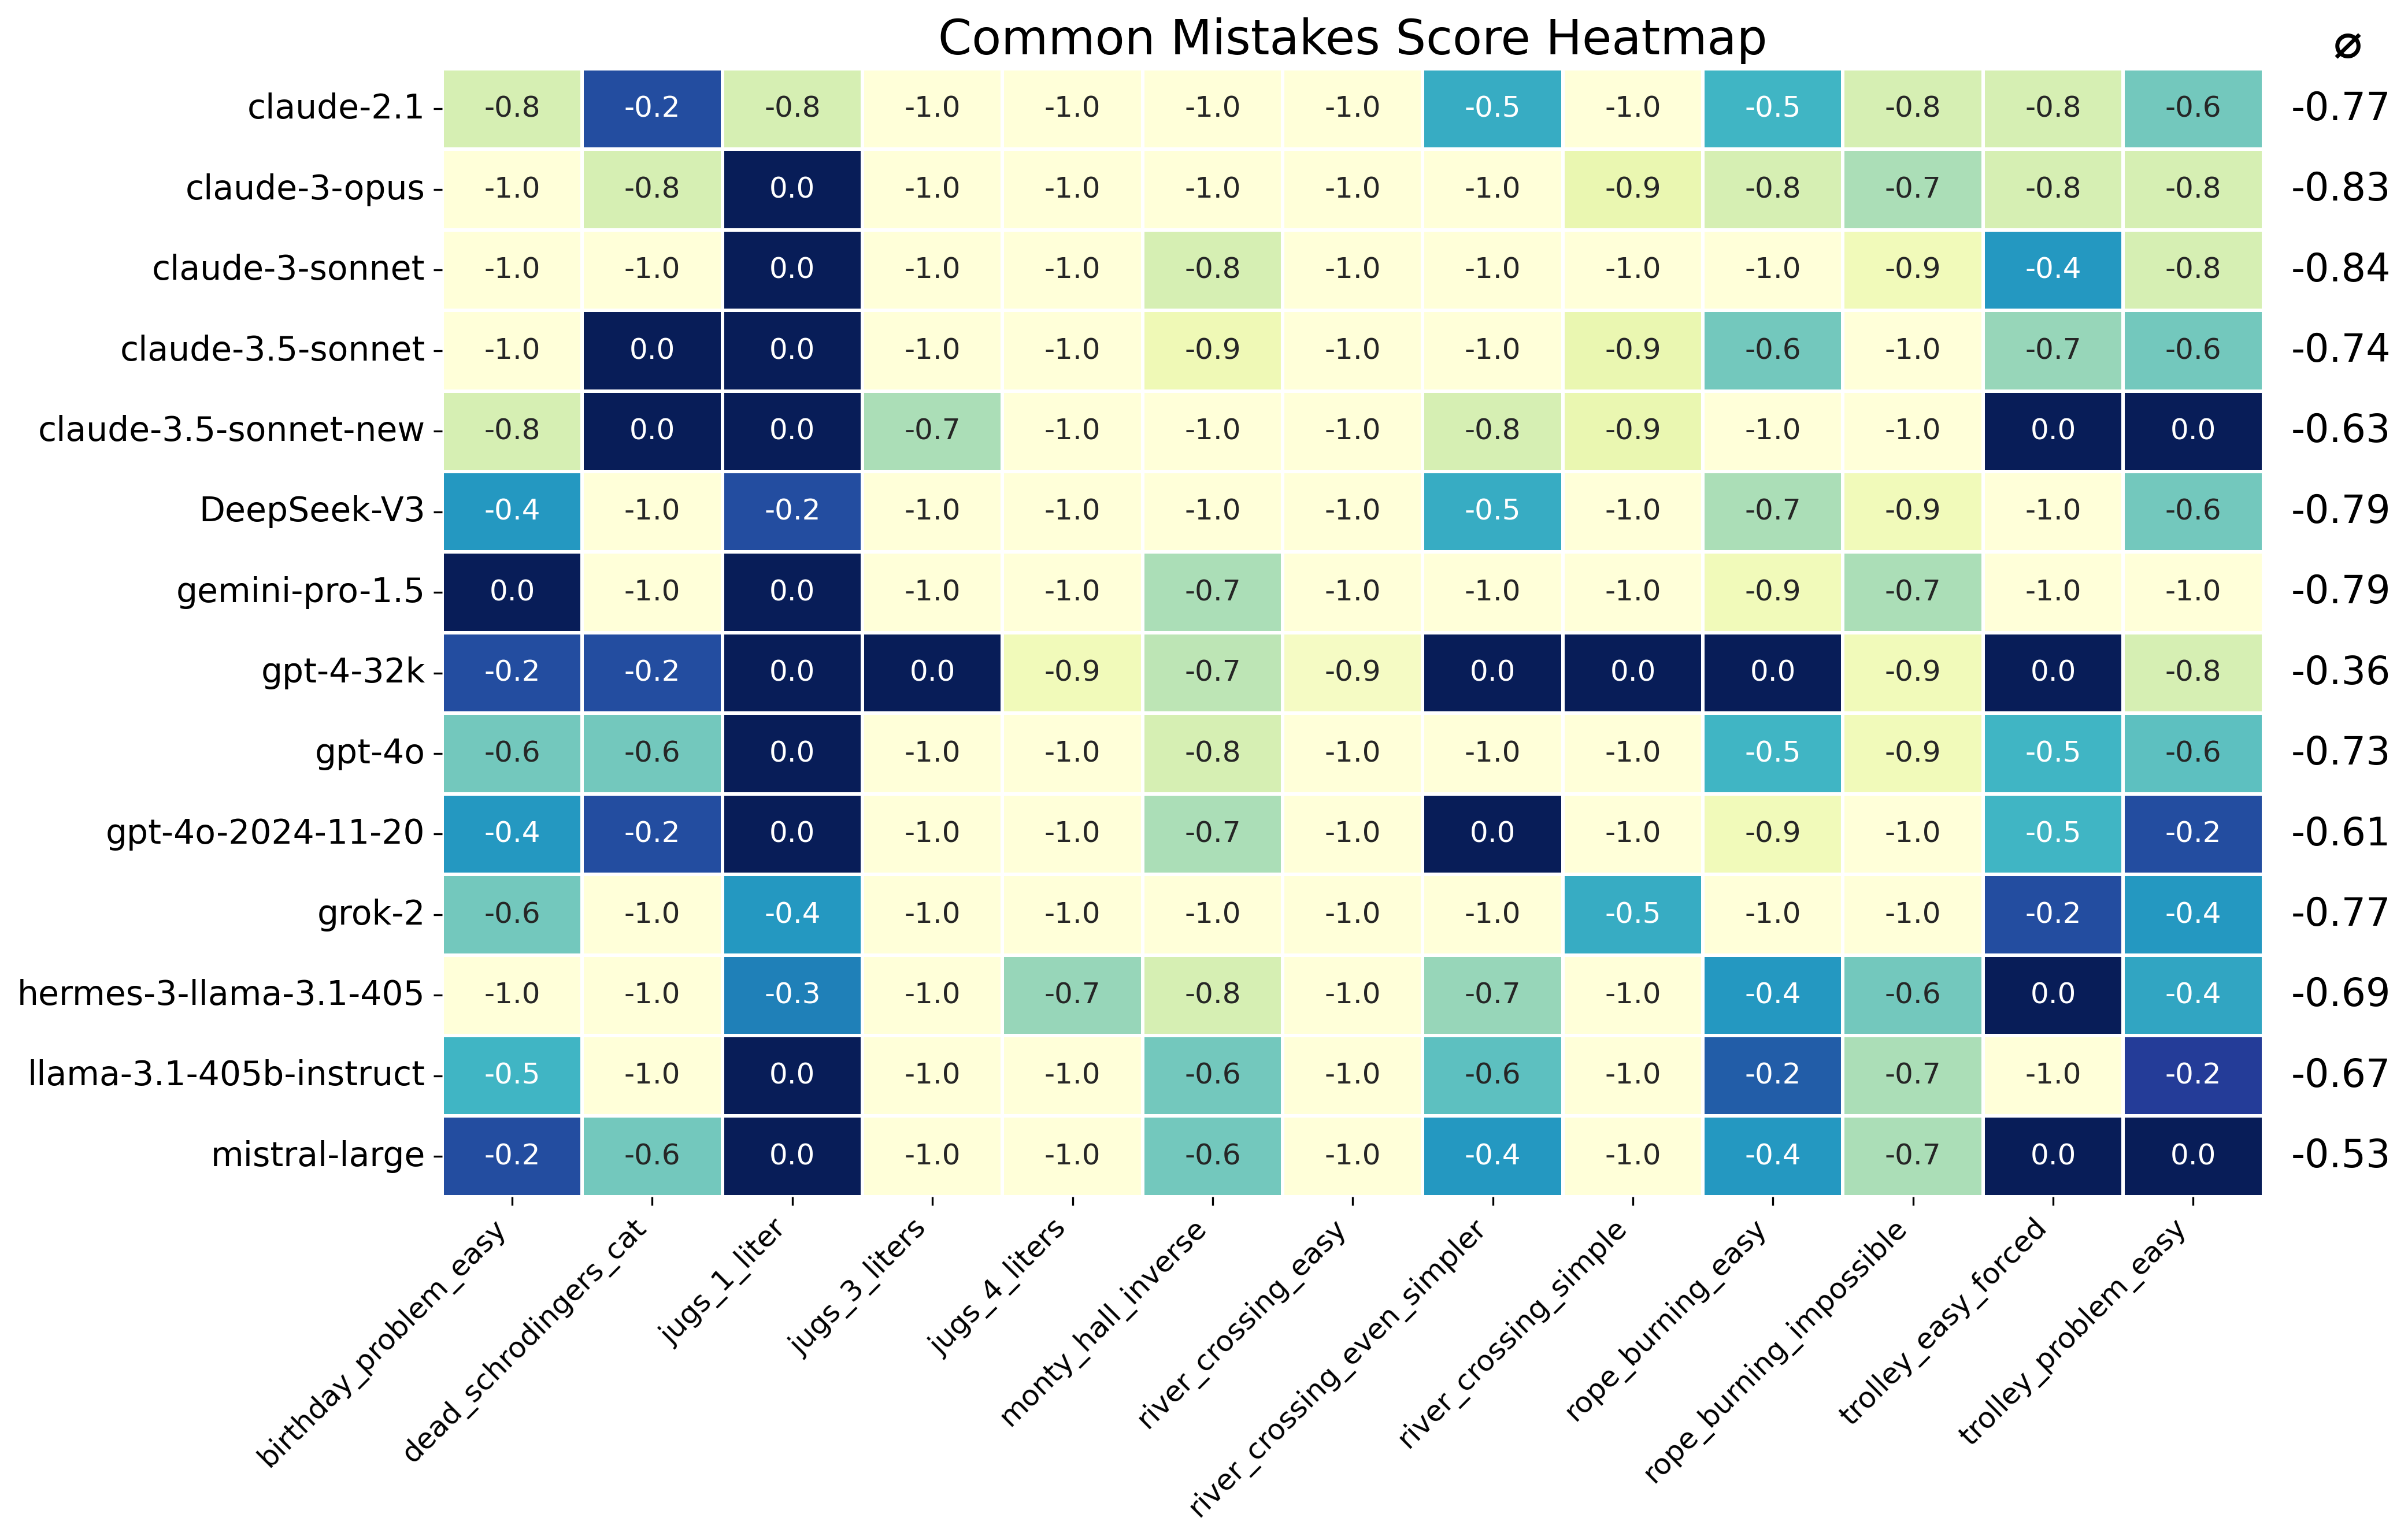 Common Mistakes Score Heatmap ⌀
claude-2.1 -0.8 -0.2 -0.8 -1.0 -1.0 -1.0 -1.0 -0.5 -1.0 -0.5 -0.8 -0.8 -0.6 -0.77
claude-3-opus -1.0 -0.8 0.0 -1.0 -1.0 -1.0 -1.0 -1.0 -0.9 -0.8 -0.7 -0.8 -0.8 -0.83
claude-3-sonnet -1.0 -1.0 0.0 -1.0 -1.0 -0.8 -1.0 -1.0 -1.0 -1.0 -0.9 -0.4 -0.8 -0.84
claude-3.5-sonnet -1.0 0.0 0.0 -1.0 -1.0 -0.9 -1.0 -1.0 -0.9 -0.6 -1.0 -0.7 -0.6 -0.74
claude-3.5-sonnet-new -0.8 0.0 0.0 -0.7 -1.0 -1.0 -1.0 -0.8 -0.9 -1.0 -1.0 0.0 0.0 -0.63
DeepSeek-V3 -0.4 -1.0 -0.2 -1.0 -1.0 -1.0 -1.0 -0.5 -1.0 -0.7 -0.9 -1.0 -0.6 -0.79
gemini-pro-1.5 0.0 -1.0 0.0 -1.0 -1.0 -0.7 -1.0 -1.0 -1.0 -0.9 -0.7 -1.0 -1.0 -0.79
gpt-4-32k -0.2 -0.2 0.0 0.0 -0.9 -0.7 -0.9 0.0 0.0 0.0 -0.9 0.0 -0.8 -0.36
gpt-4o -0.6 -0.6 0.0 -1.0 -1.0 -0.8 -1.0 -1.0 -1.0 -0.5 -0.9 -0.5 -0.6 -0.73
gpt-4o-2024-11-20 -0.4 -0.2 0.0 -1.0 -1.0 -0.7 -1.0 0.0 -1.0 -0.9 -1.0 -0.5 -0.2 -0.61
grok-2 -0.6 -1.0 -0.4 -1.0 -1.0 -1.0 -1.0 -1.0 -0.5 -1.0 -1.0 -0.2 -0.4 -0.77
hermes-3-llama-3.1-405 -1.0 -1.0 -0.3 -1.0 -0.7 -0.8 -1.0 -0.7 -1.0 -0.4 -0.6 0.0 -0.4 -0.69
llama-3.1-405b-instruct -0.5 -1.0 0.0 -1.0 -1.0 -0.6 -1.0 -0.6 -1.0 -0.2 -0.7 -1.0 -0.2 -0.67
mistral-large -0.2 -0.6 0.0 -1.0 -1.0 -0.6 -1.0 -0.4 -1.0 -0.4 -0.7 0.0 0.0 -0.53
birthday_problem_easy
dead_schrodingers_cat
jugs_1_liter
jugs_3_liters
jugs_4_liters
monty_hall_inverse
river_crossing_easy
river_crossing_even_simpler
river_crossing_simple
rope_burning_easy
rope_burning_impossible
trolley_easy_forced
trolley_problem_easy